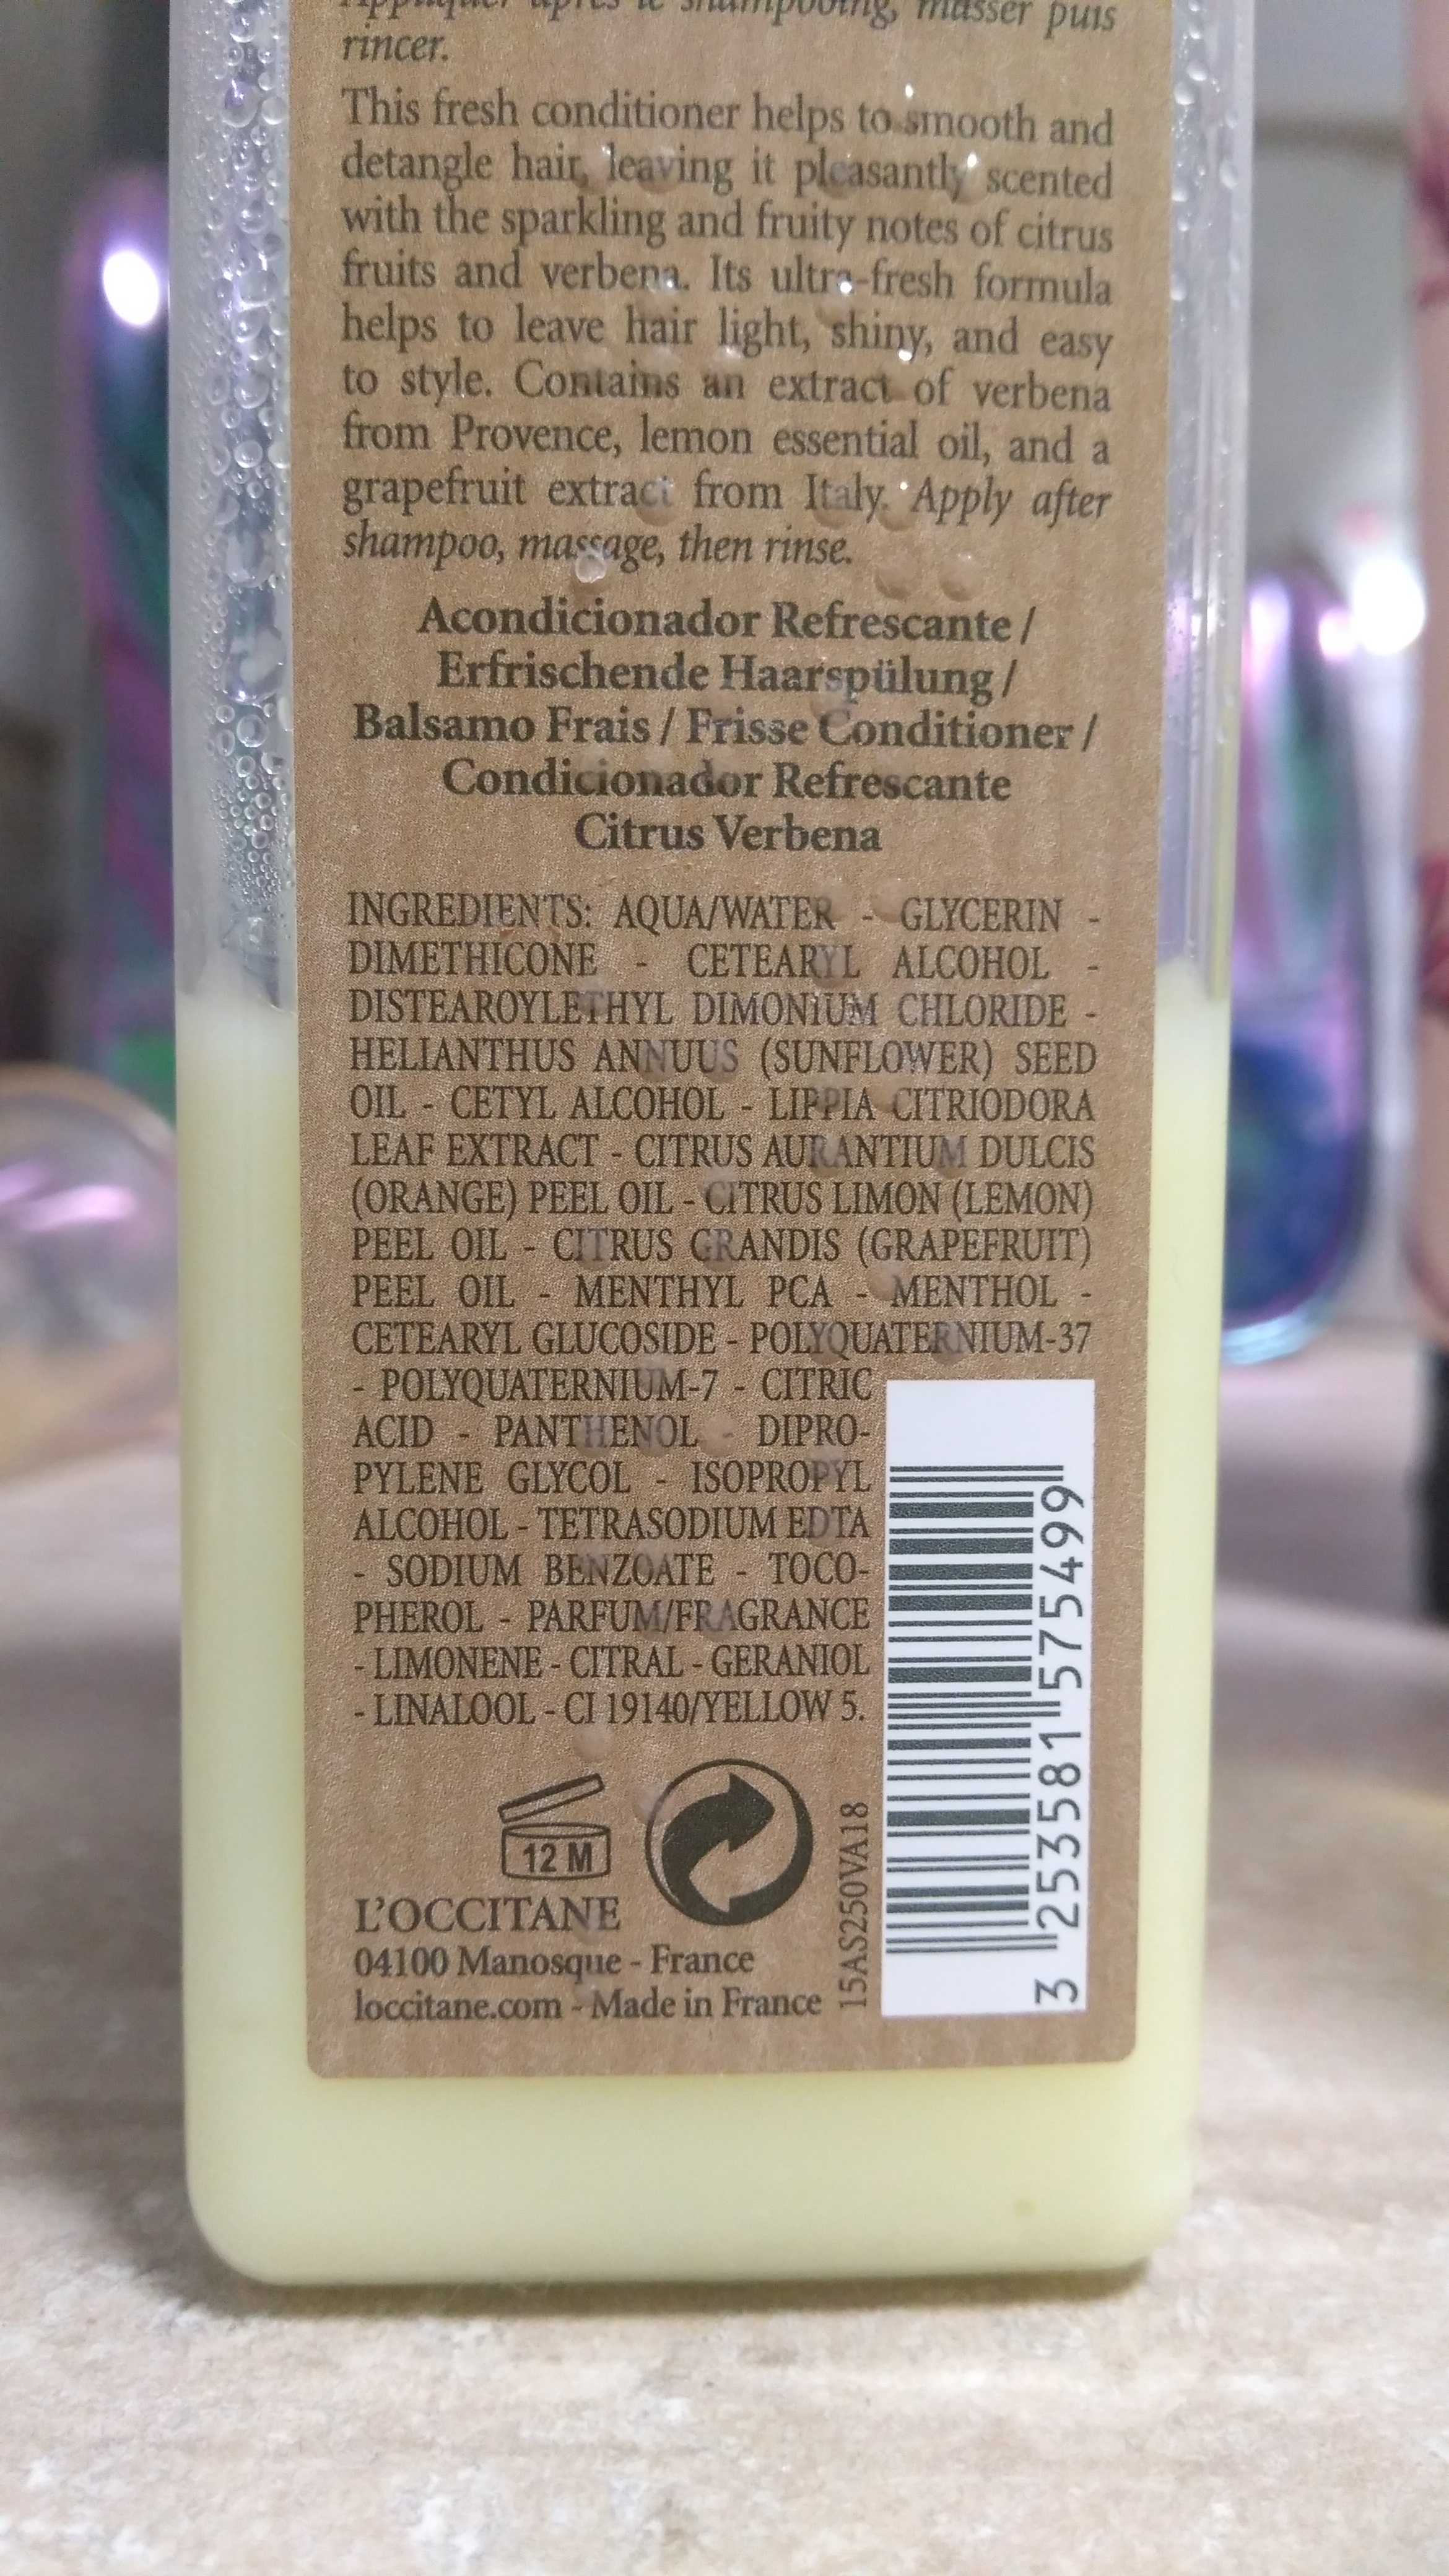 Appliquer après le shampooing, masser puis
rincer.
This fresh conditioner helps to smooth and
detangle hair, leaving it pleasantly scented
with the sparkling and fruity notes of citrus
fruits and verbena. Its ultra-fresh formula
helps to leave hair light, shiny, and easy
to style. Contains an extract of verbena
from Provence, lemon essential oil, and a
grapefruit extract from Italy. Apply after
shampoo, massage, then rinse.
Acondicionador Refrescante /
Erfrischende Haarspülung /
Balsamo Frais / Frisse Conditioner /
Condicionador Refrescante
Citrus Verbena
INGREDIENTS: AQUA/WATER - GLYCERIN -
DIMETHICONE - CETEARYL ALCOHOL -
DISTEAROYLETHYL DIMONIUM CHLORIDE -
HELIANTHUS ANNUUS (SUNFLOWER) SEED
OIL - CETYL ALCOHOL - LIPPIA CITRIODORA
LEAF EXTRACT - CITRUS AURANTIUM DULCIS
(ORANGE) PEEL OIL - CITRUS LIMON (LEMON)
PEEL OIL - CITRUS GRANDIS (GRAPEFRUIT)
PEEL OIL - MENTHYL PCA - MENTHOL -
CETEARYL GLUCOSIDE - POLYQUATERNIUM-37
- POLYQUATERNIUM-7 - CITRIC
ACID - PANTHENOL - DIPRO-
PYLENE GLYCOL - ISOPROPYL
ALCOHOL - TETRASODIUM EDTA
- SODIUM BENZOATE - TOCO-
PHEROL - PARFUM/FRAGRANCE
- LIMONENE - CITRAL - GERANIOL
- LINALOOL - CI 19140/YELLOW 5.
12 M
L'OCCITANE
04100 Manosque - France
loccitane.com - Made in France
15AS250VA18
3 253581 575499